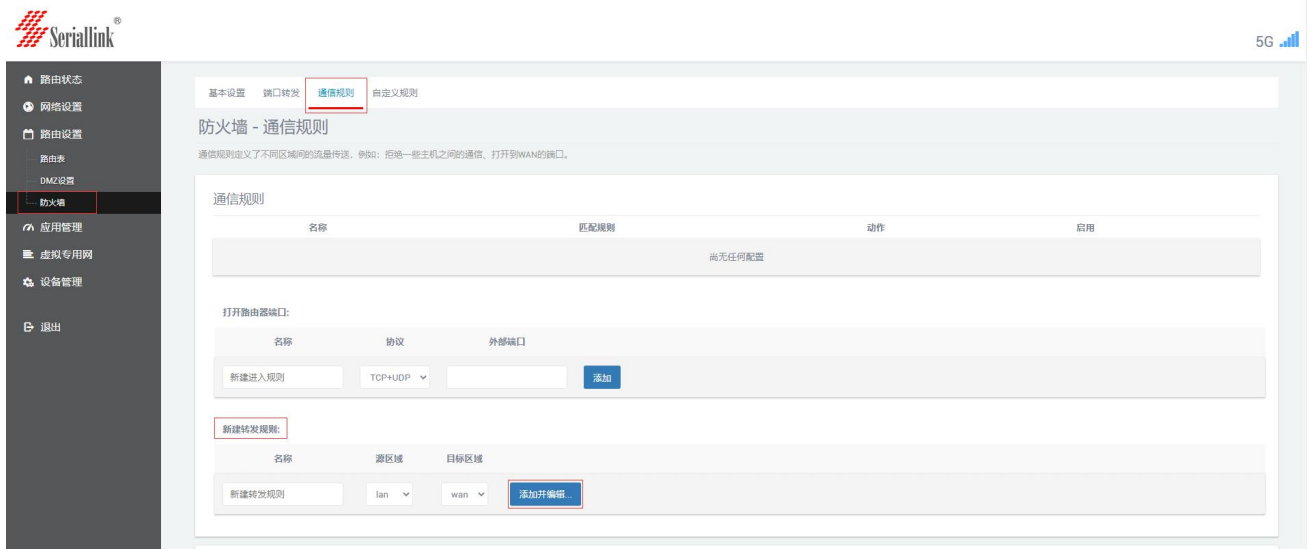 Seriallink®
5G
路由状态
网络设置
路由设置
路由表
DMZ设置
防火墙
应用管理
虚拟专用网
设备管理
退出
基本设置 端口转发 通信规则 自定义规则
防火墙 - 通信规则
通信规则定义了不同区域间的流量传送，例如：拒绝一些主机之间的通信、打开到WAN的端口。
通信规则
名称 匹配规则 动作 启用
尚无任何配置
打开路由器端口:
名称 协议 外部端口
新建进入规则 TCP+UDP 添加
新建转发规则:
名称 源区域 目标区域
新建转发规则 lan wan 添加并编辑...